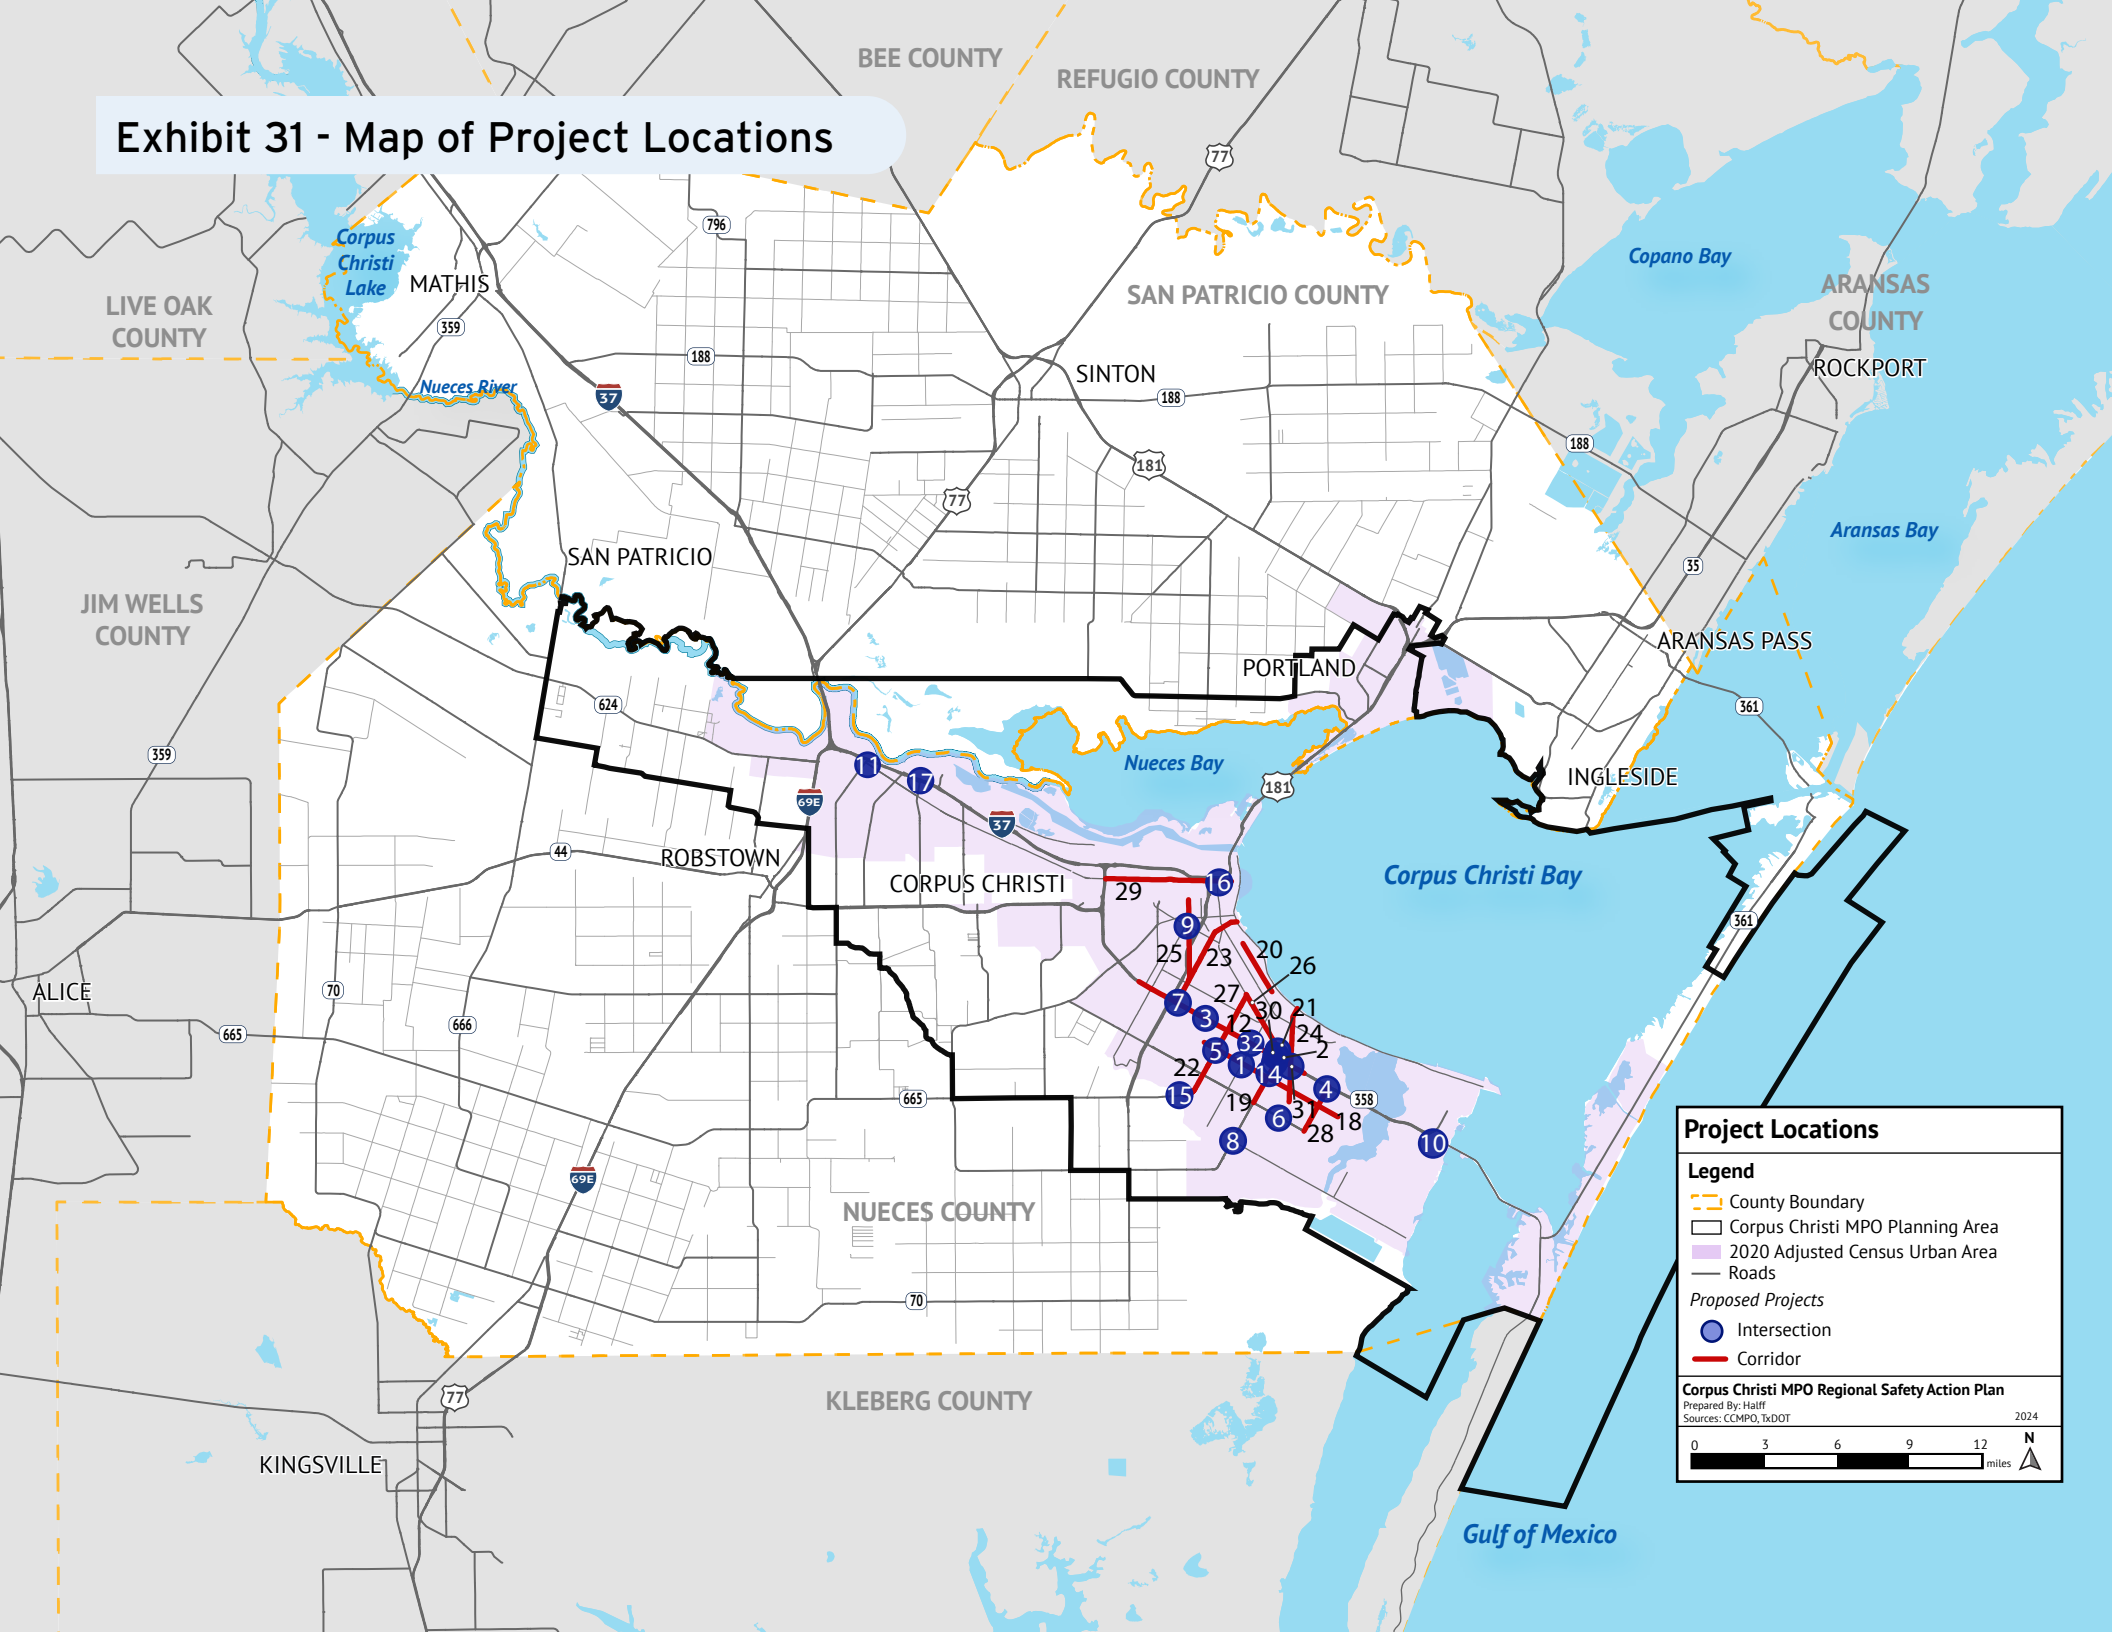 BEE COUNTY
REFUGIO COUNTY
Exhibit 31 - Map of Project Locations
77
796
Corpus
Christi
Lake
MATHIS
Copano Bay
SAN PATRICIO COUNTY
ARANSAS
COUNTY
LIVE OAK
COUNTY
359
188
SINTON
ROCKPORT
Nueces River
37
188
188
181
77
Aransas Bay
SAN PATRICIO
35
JIM WELLS
COUNTY
ARANSAS PASS
PORTLAND
624
361
359
Nueces Bay
11
17
INGLESIDE
181
69E
37
44
ROBSTOWN
CORPUS CHRISTI
29
16
Corpus Christi Bay
361
9
25
23
20
26
ALICE
70
27
7
30
21
3
12
666
665
24
32
2
5
1
22
14
4
15
665
19
31
358
6
18
28
8
10
69E
NUECES COUNTY
70
77
KLEBERG COUNTY
KINGSVILLE
Gulf of Mexico
Project Locations
Legend
County Boundary
Corpus Christi MPO Planning Area
2020 Adjusted Census Urban Area
Roads
Proposed Projects
Intersection
Corridor
Corpus Christi MPO Regional Safety Action Plan
Prepared By: Halff
Sources: CCMPO, TxDOT
2024
0 3 6 9 12
miles
N